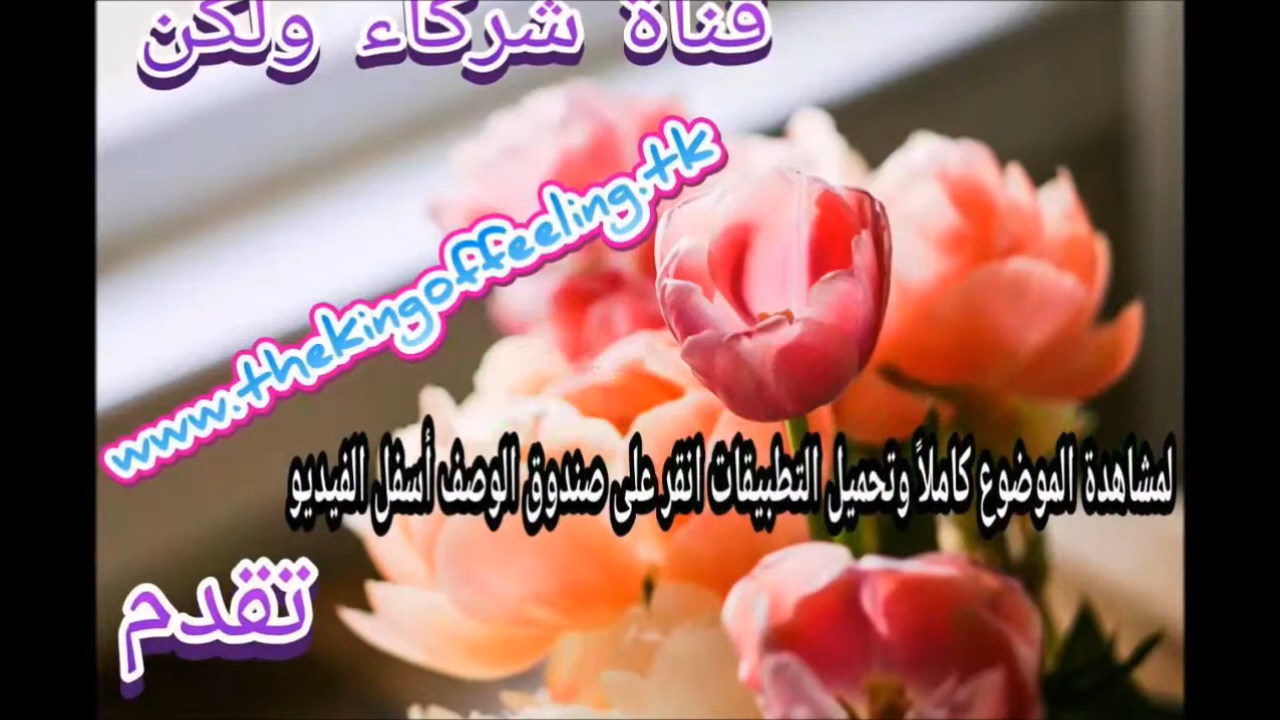 قناة شركاء ولكن
www.thekingoffeeling.tk
لمشاهدة الموضوع كاملاً وتحميل التطبيقات انقر على صندوق الوصف أسفل الفيديو
تقدم